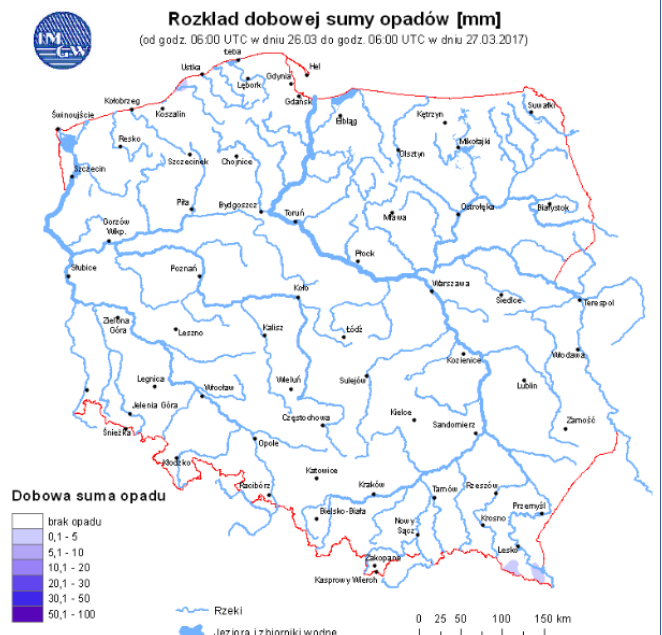 IM
GW
Rozkład dobowej sumy opadów [mm]
(od godz. 06:00 UTC w dniu 26.03 do godz. 06:00 UTC w dniu 27.03.2017)
Łeba
Hel
Ustka
Gdynia
Lębork
Gdańsk
Kołobrzeg
Koszalin
Suwałki
Świnoujście
Elbląg
Kętrzyn
Resko
Mikołajki
Szczecinek
Chojnice
Olsztyn
Szczecin
Piła
Bydgoszcz
Toruń
Mława
Ostrołęka
Białystok
Gorzów
Wlkp.
Płock
Słubice
Poznań
Koło
Warszawa
Siedlce
Terespol
Zielona
Góra
Leszno
Kalisz
Łódź
Kozienice
Włodawa
Legnica
Wrocław
Wieluń
Sulejów
Lublin
Jelenia Góra
Śnieżka
Częstochowa
Kielce
Sandomierz
Zamość
Opole
Kłodzko
Katowice
Racibórz
Kraków
Tarnów
Rzeszów
Przemyśl
Bielsko-Biała
Nowy
Sącz
Krosno
Lesko
Zakopane
Kasprowy Wierch
Dobowa suma opadu
brak opadu
0,1 - 5
5,1 - 10
10,1 - 20
20,1 - 30
30,1 - 50
50,1 - 100
Rzeki
Jeziora i zbiorniki wodne
0 25 50 100 150 km